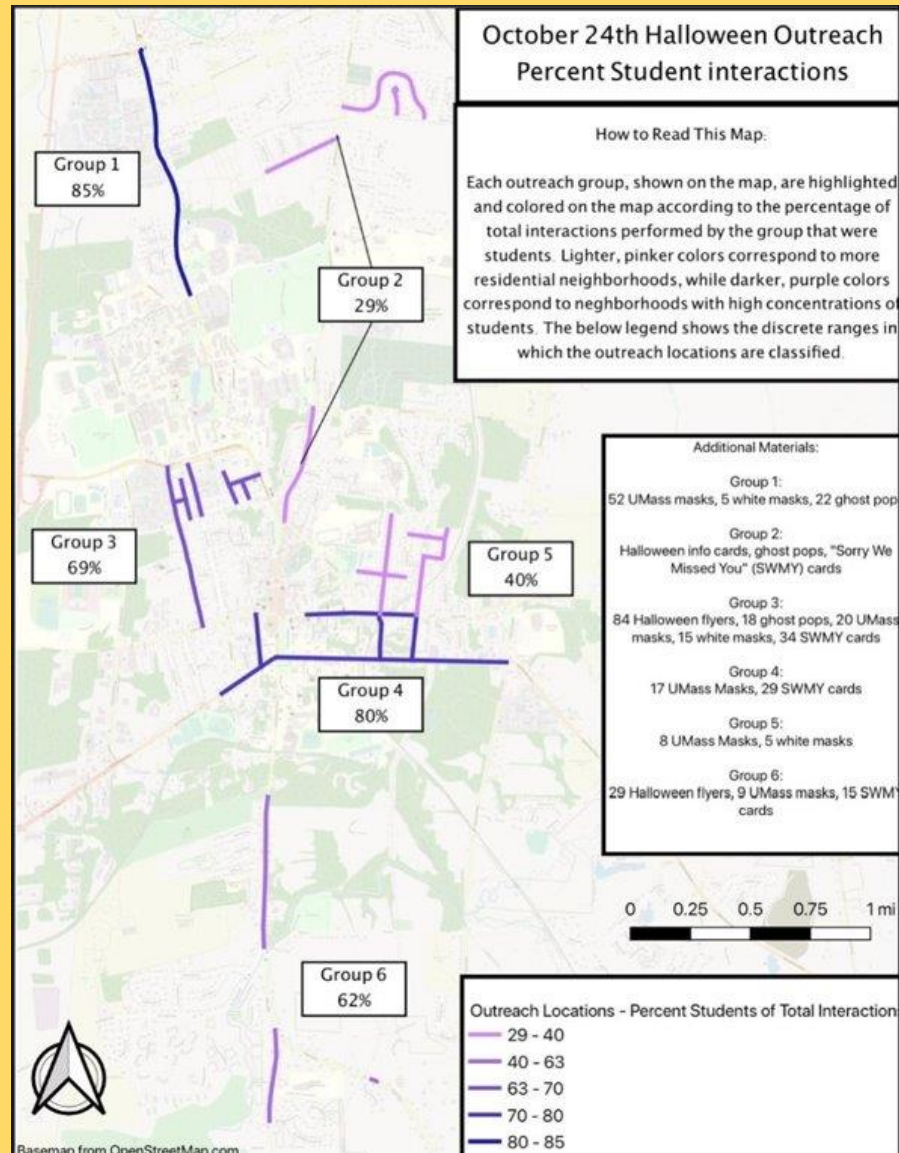 October 24th Halloween Outreach
Percent Student interactions
How to Read This Map:
Each outreach group, shown on the map, are highlighted
and colored on the map according to the percentage of
total interactions performed by the group that were
students. Lighter, pinker colors correspond to more
residential neighborhoods, while darker, purple colors
correspond to neghborhoods with high concentrations of
students. The below legend shows the discrete ranges in
which the outreach locations are classified.
Group 1
85%
Group 2
29%
Group 3
69%
Group 5
40%
Group 4
80%
Group 6
62%
Additional Materials:
Group 1:
52 UMass masks, 5 white masks, 22 ghost pop
Group 2:
Halloween info cards, ghost pops, "Sorry We
Missed You" (SWMY) cards
Group 3:
84 Halloween flyers, 18 ghost pops, 20 UMass
masks, 15 white masks, 34 SWMY cards
Group 4:
17 UMass Masks, 29 SWMY cards
Group 5:
8 UMass Masks, 5 white masks
Group 6:
29 Halloween flyers, 9 UMass masks, 15 SWMY
cards
0 0.25 0.5 0.75 1 mi
Outreach Locations - Percent Students of Total Interaction
29 - 40
40 - 63
63 - 70
70 - 80
80 - 85
Basemap from OpenStreetMap.com